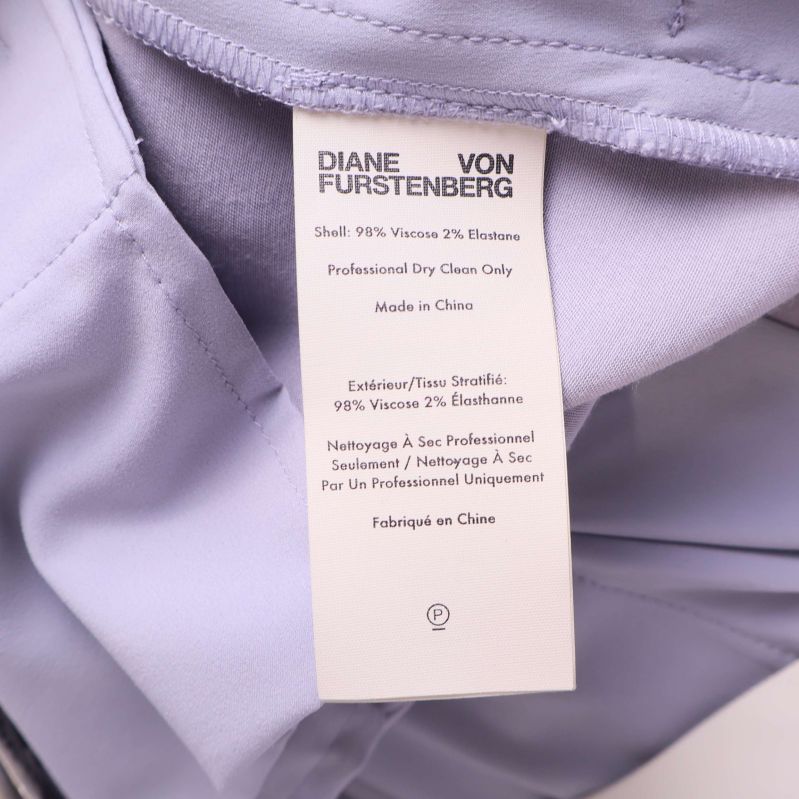 DIANE VON
FURSTENBERG
Shell: 98% Viscose 2% Elastane
Professional Dry Clean Only
Made in China
Extérieur/Tissu Stratifié:
98% Viscose 2% Élasthanne
Nettoyage À Sec Professionnel
Seulement / Nettoyage À Sec
Par Un Professionnel Uniquement
Fabriqué en Chine
P